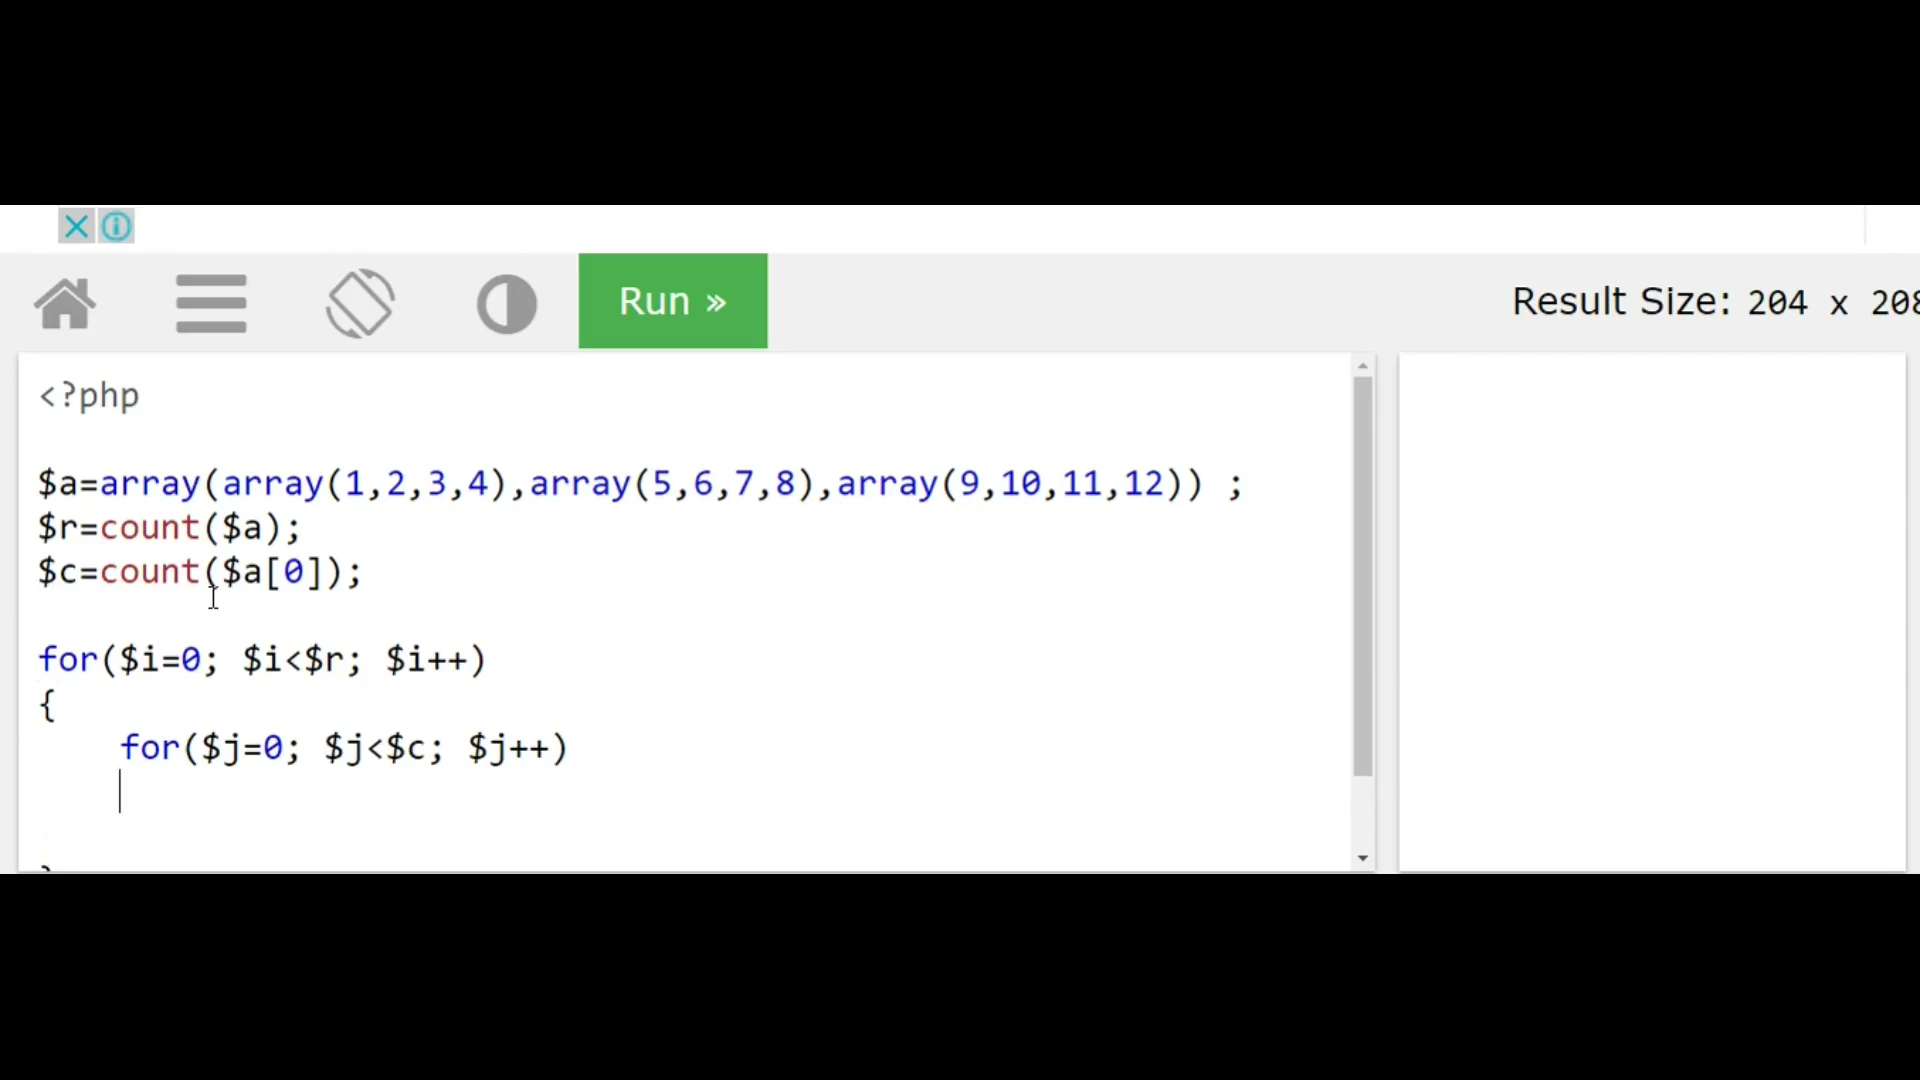 Run »
Result Size: 204 x 208
<?php
$a=array(array(1,2,3,4),array(5,6,7,8),array(9,10,11,12)) ;
$r=count($a);
$c=count($a[0]);
for($i=0; $i<$r; $i++)
{
for($j=0; $j<$c; $j++)